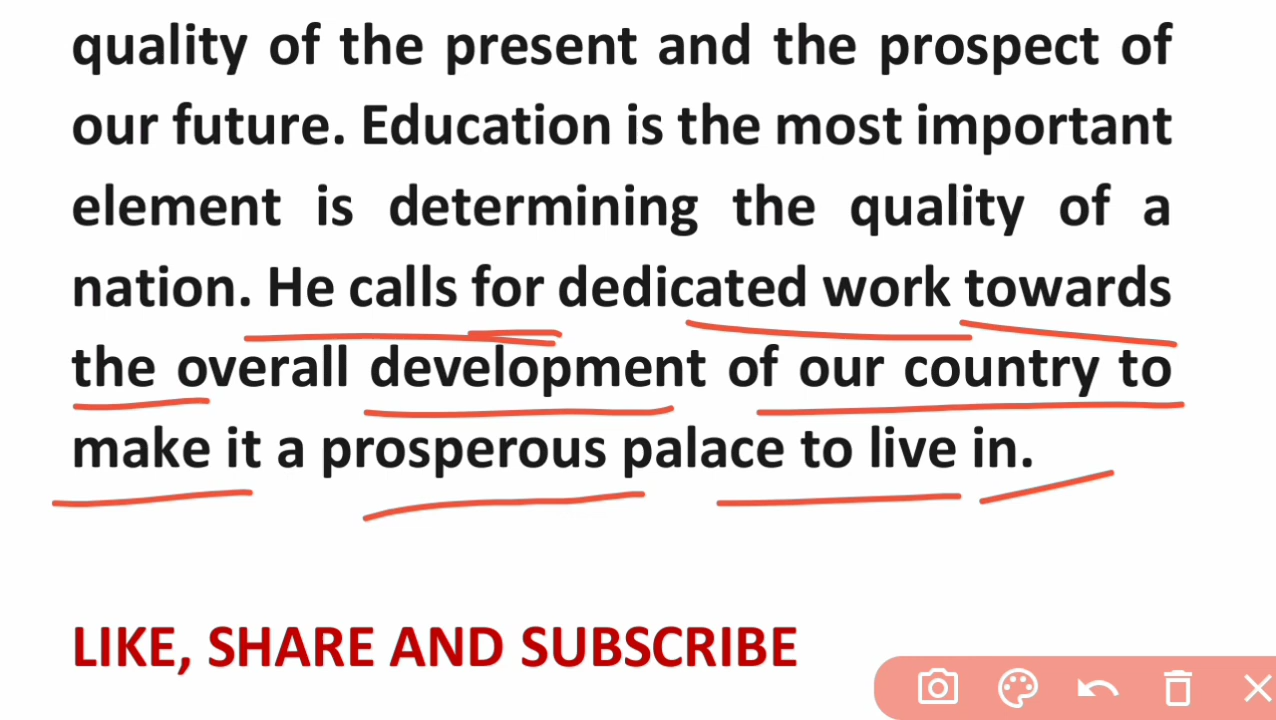 quality of the present and the prospect of
our future. Education is the most important
element is determining the quality of a
nation. He calls for dedicated work towards
the overall development of our country to
make it a prosperous palace to live in.
LIKE, SHARE AND SUBSCRIBE